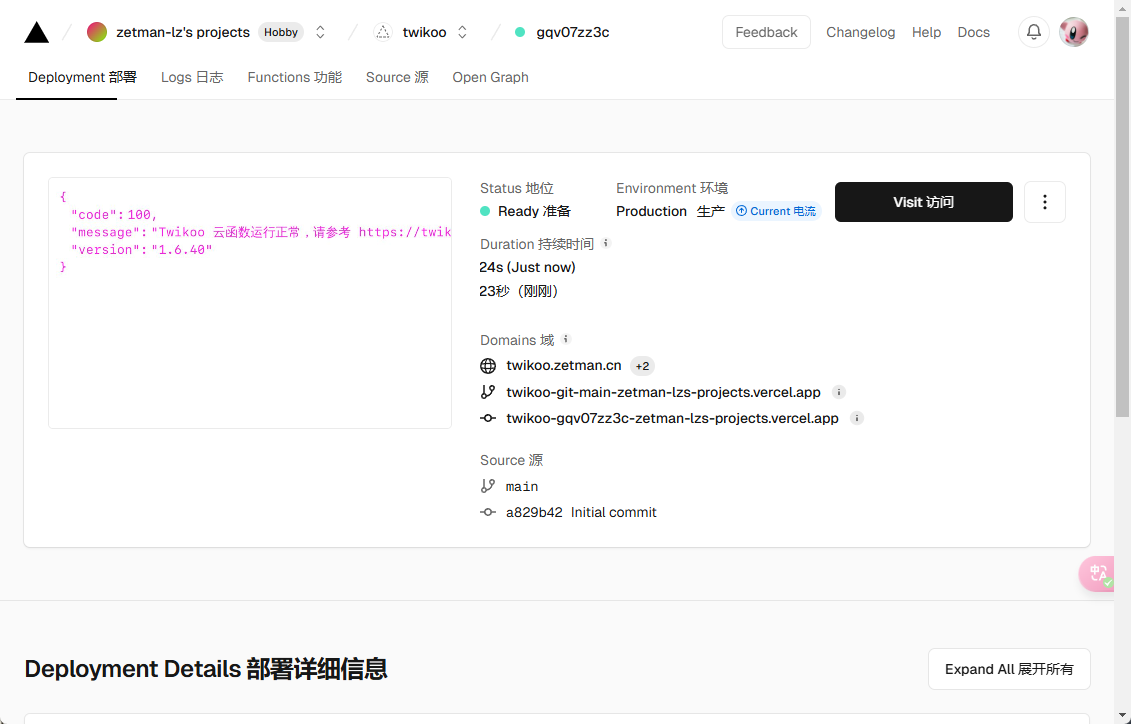 zetman-lz's projects Hobby twikoo gqv07zz3c Feedback Changelog Help Docs
Deployment 部署 Logs 日志 Functions 功能 Source 源 Open Graph
{
"code": 100,
"message": "Twikoo 云函数运行正常，请参考 https://twik
"version": "1.6.40"
}
Status 地位
Ready 准备
Environment 环境
Production 生产 Current 电流
Visit 访问
Duration 持续时间
24s (Just now)
23秒（刚刚）
Domains 域
twikoo.zetman.cn +2
twikoo-git-main-zetman-lzs-projects.vercel.app
twikoo-gqv07zz3c-zetman-lzs-projects.vercel.app
Source 源
main
a829b42 Initial commit
中 A
Deployment Details 部署详细信息
Expand All 展开所有